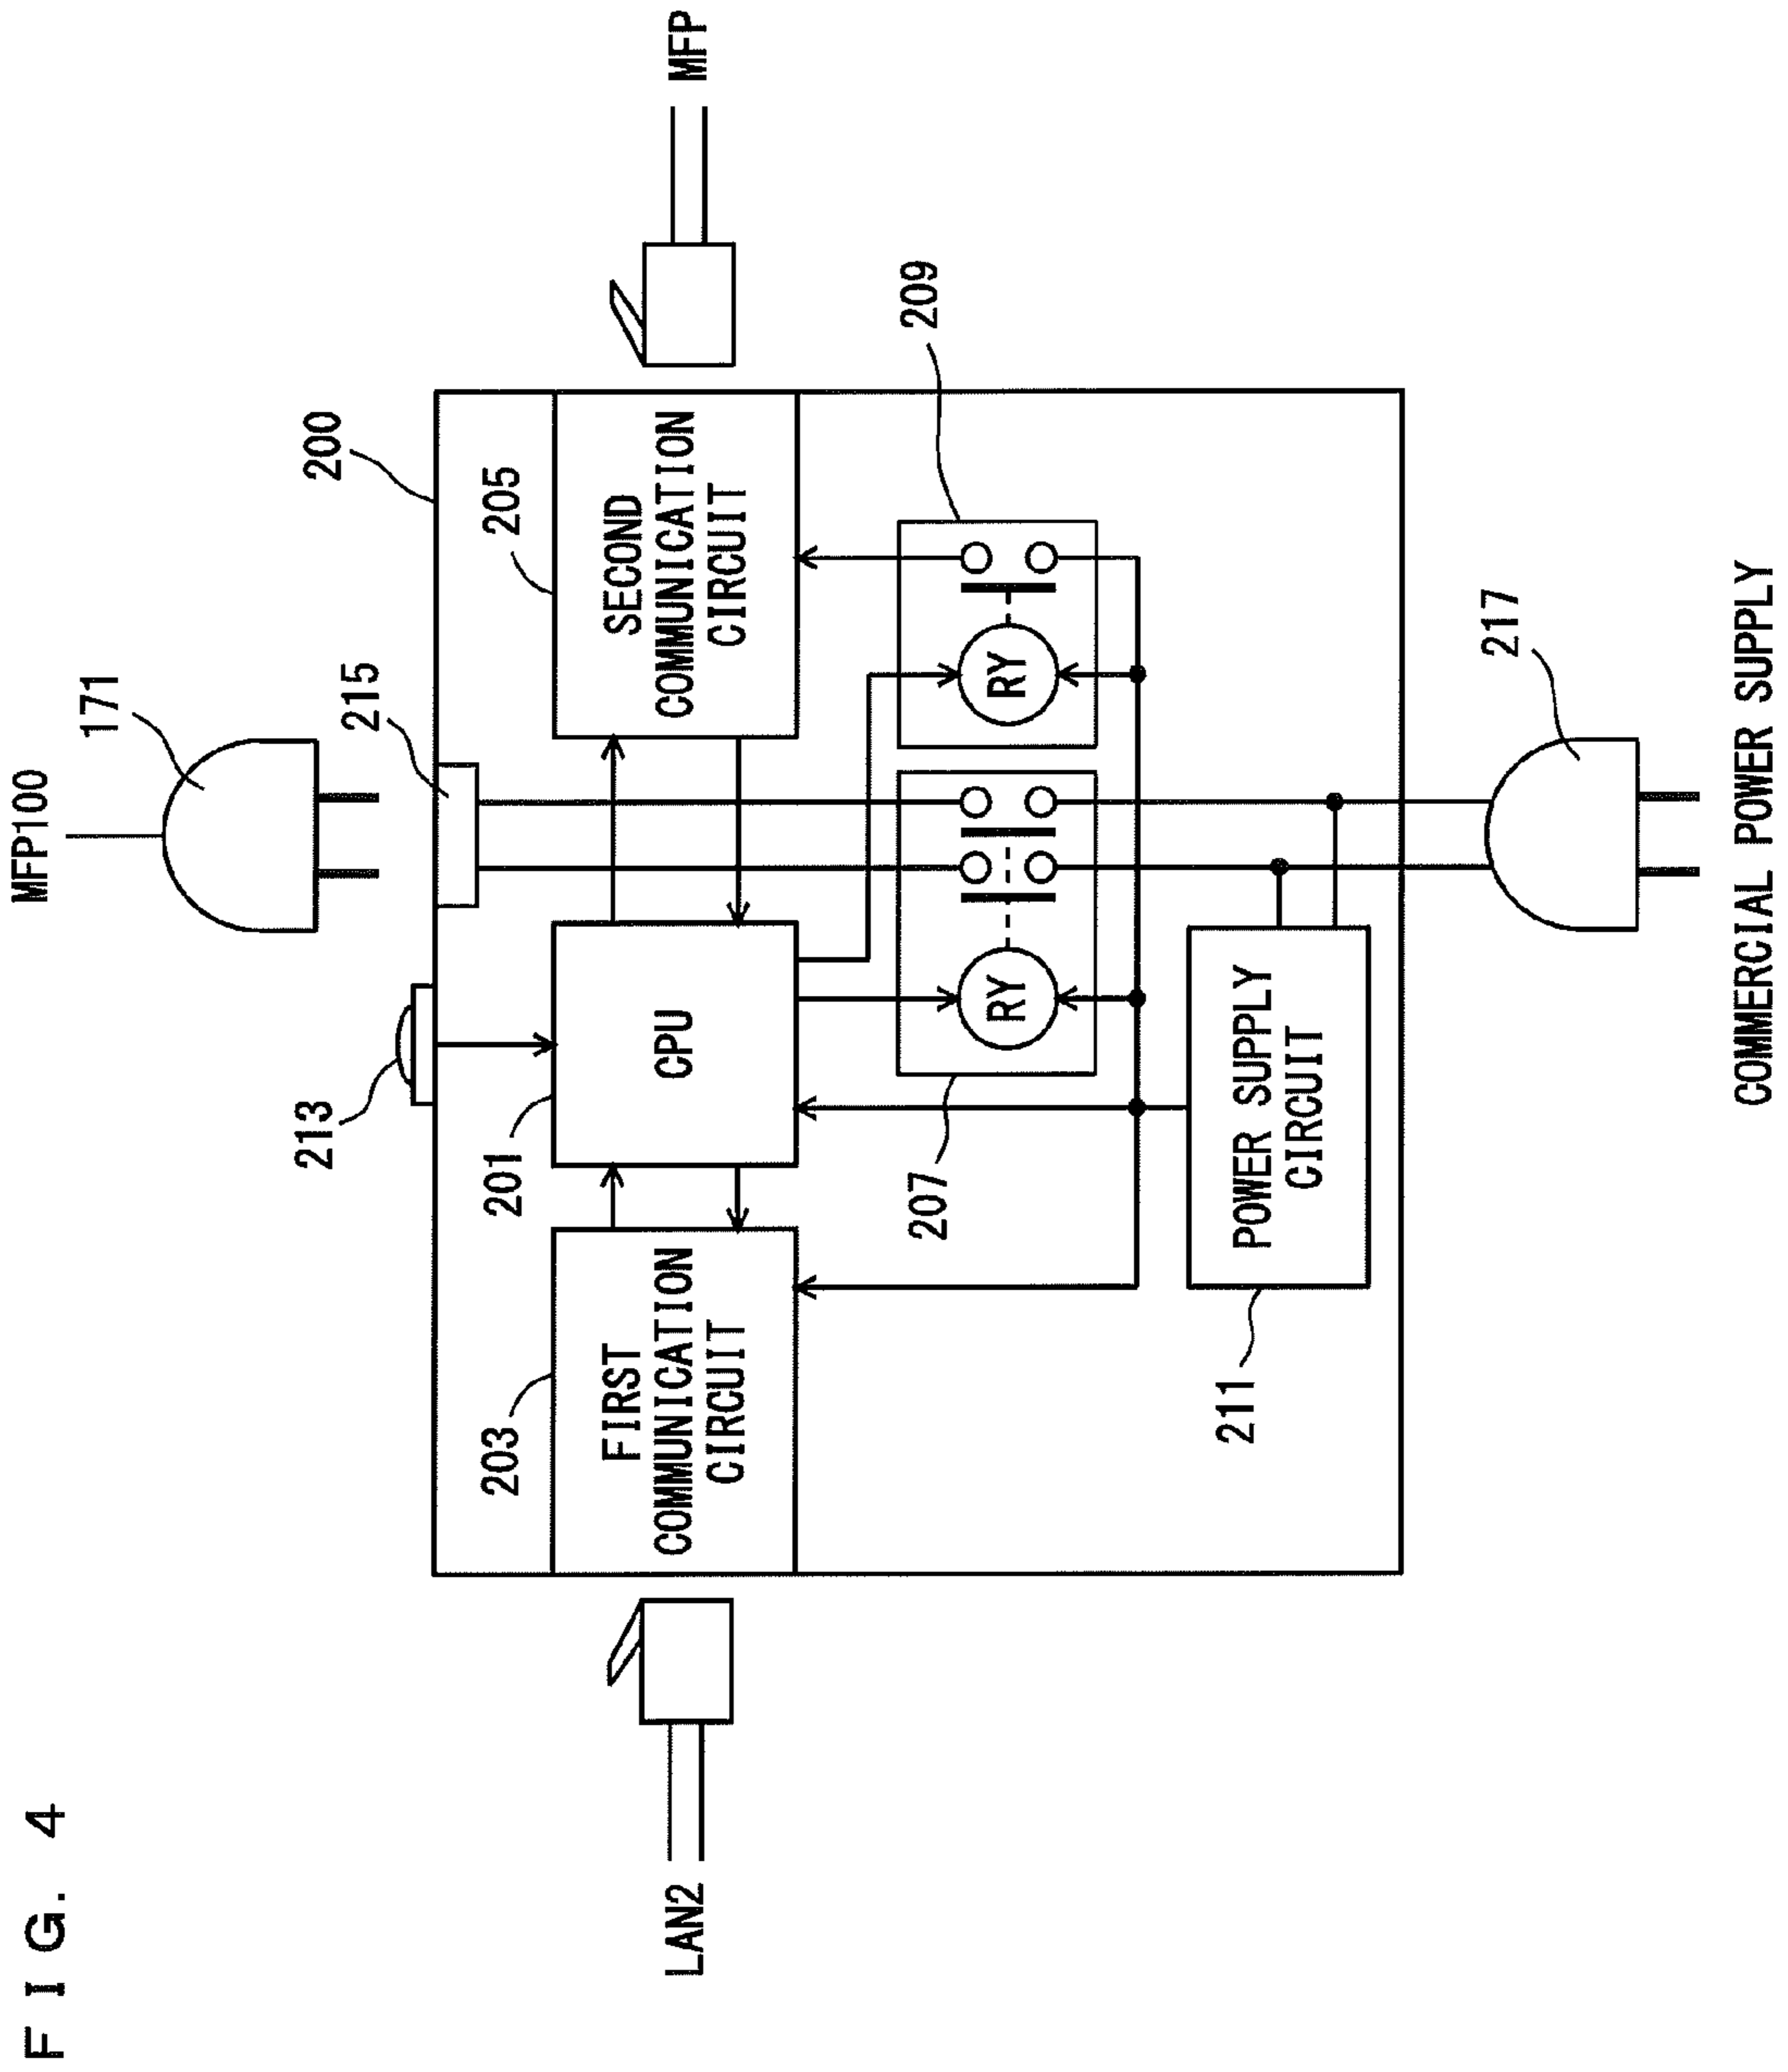 FIG. 4
MFP100
171
213
215
200
201
203
205
FIRST
COMMUNICATION
CIRCUIT
CPU
SECOND
COMMUNICATION
CIRCUIT
LAN2
MFP
207
RY
RY
209
211
POWER SUPPLY
CIRCUIT
217
COMMERCIAL POWER SUPPLY